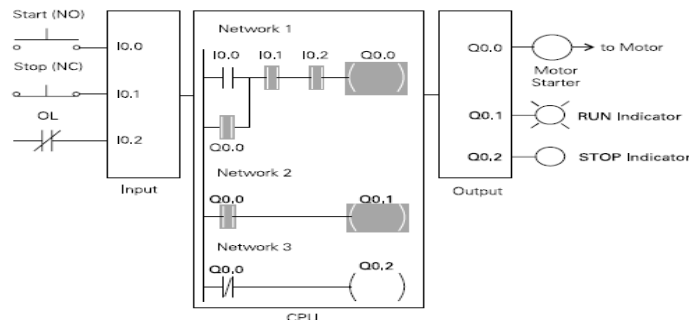 Start (NO)
I0.0
Stop (NC)
I0.1
OL
I0.2
Input
Network 1
I0.0 I0.1 I0.2 Q0.0
Q0.0
Network 2
Q0,0 Q0,1
Network 3
Q0,0 Q0,2
CPU
Q0.0
to Motor
Motor
Starter
Q0.1
RUN Indicator
Q0.2
STOP Indicator
Output